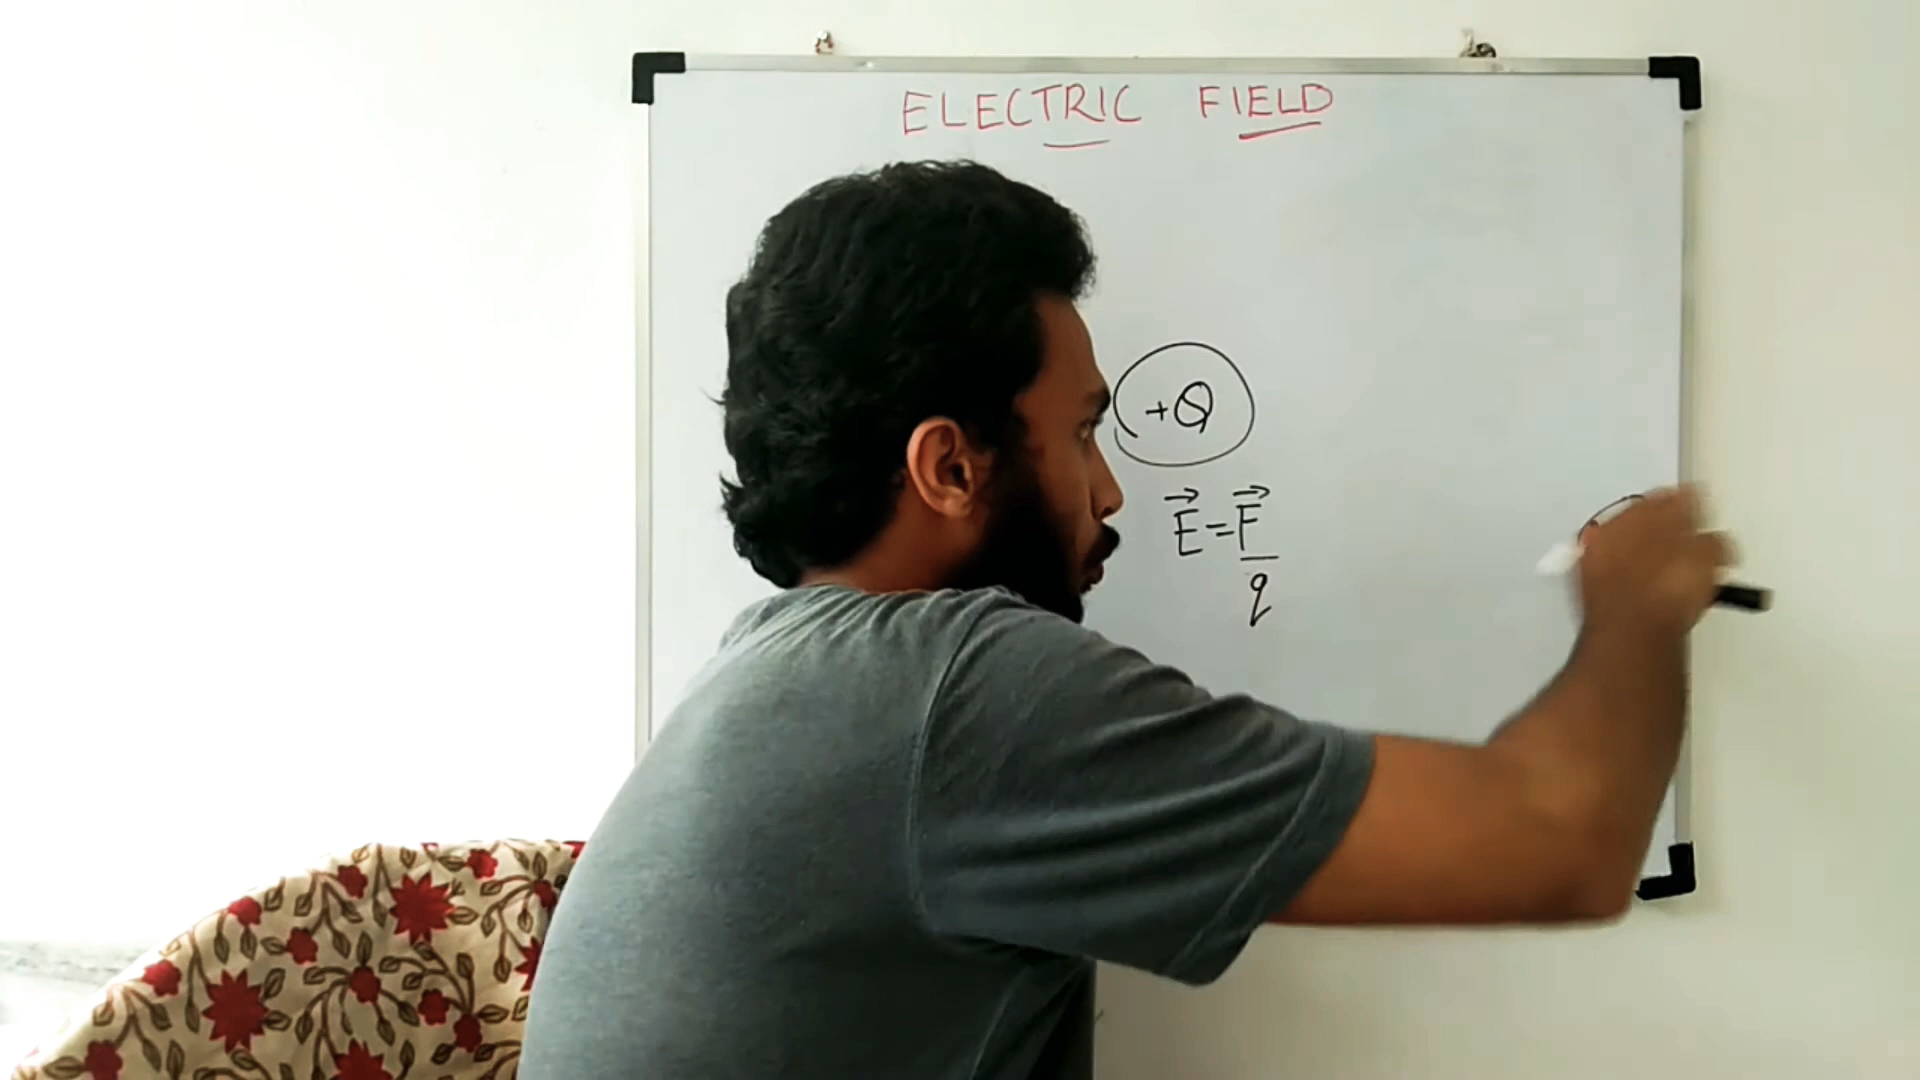 ELECTRIC FIELD
+Q
E⃗ = F⃗
q